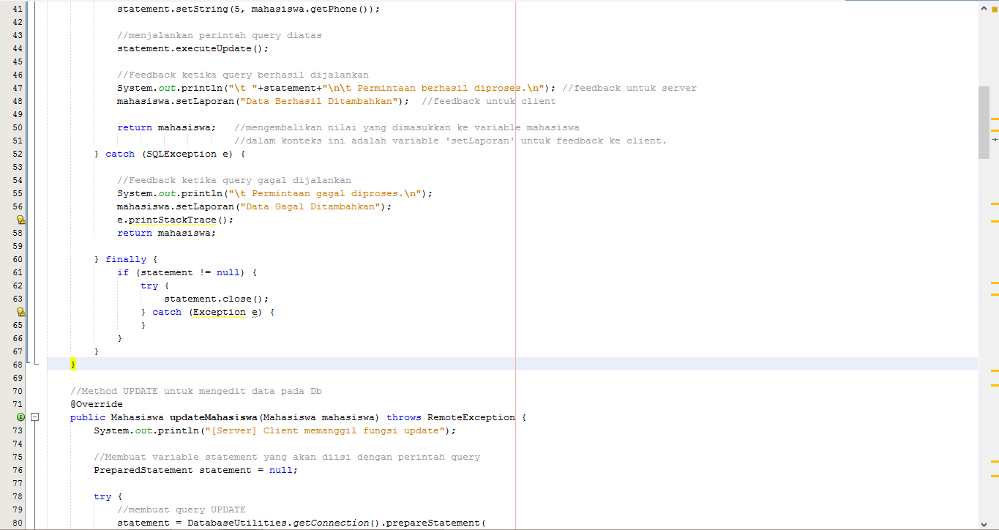 41 statement.setString(5, mahasiswa.getPhone());
42
43 //menjalankan perintah query diatas
44 statement.executeUpdate();
45
46 //Feedback ketika query berhasil dijalankan
47 System.out.println("\t "+statement+"\n\t Permintaan berhasil diproses.\n"); //feedback untuk server
48 mahasiswa.setLaporan("Data Berhasil Ditambahkan");  //feedback untuk client
49
50 return mahasiswa;   //mengembalikan nilai yang dimasukkan ke variable mahasiswa
51 //dalam konteks ini adalah variable 'setLaporan' untuk feedback ke client.
52 } catch (SQLException e) {
53
54 //Feedback ketika query gagal dijalankan
55 System.out.println("\t Permintaan gagal diproses.\n");
56 mahasiswa.setLaporan("Data Gagal Ditambahkan");
e.printStackTrace();
58 return mahasiswa;
59
60 } finally {
61 if (statement != null) {
62 try {
63 statement.close();
} catch (Exception e) {
65 }
66 }
67 }
68 }
69
70 //Method UPDATE untuk mengedit data pada Db
71 @Override
public Mahasiswa updateMahasiswa(Mahasiswa mahasiswa) throws RemoteException {
73 System.out.println("[Server] Client memanggil fungsi update");
74
75 //Membuat variable statement yang akan diisi dengan perintah query
76 PreparedStatement statement = null;
77
78 try {
79 //membuat query UPDATE
80 statement = DatabaseUtilities.getConnection().prepareStatement(